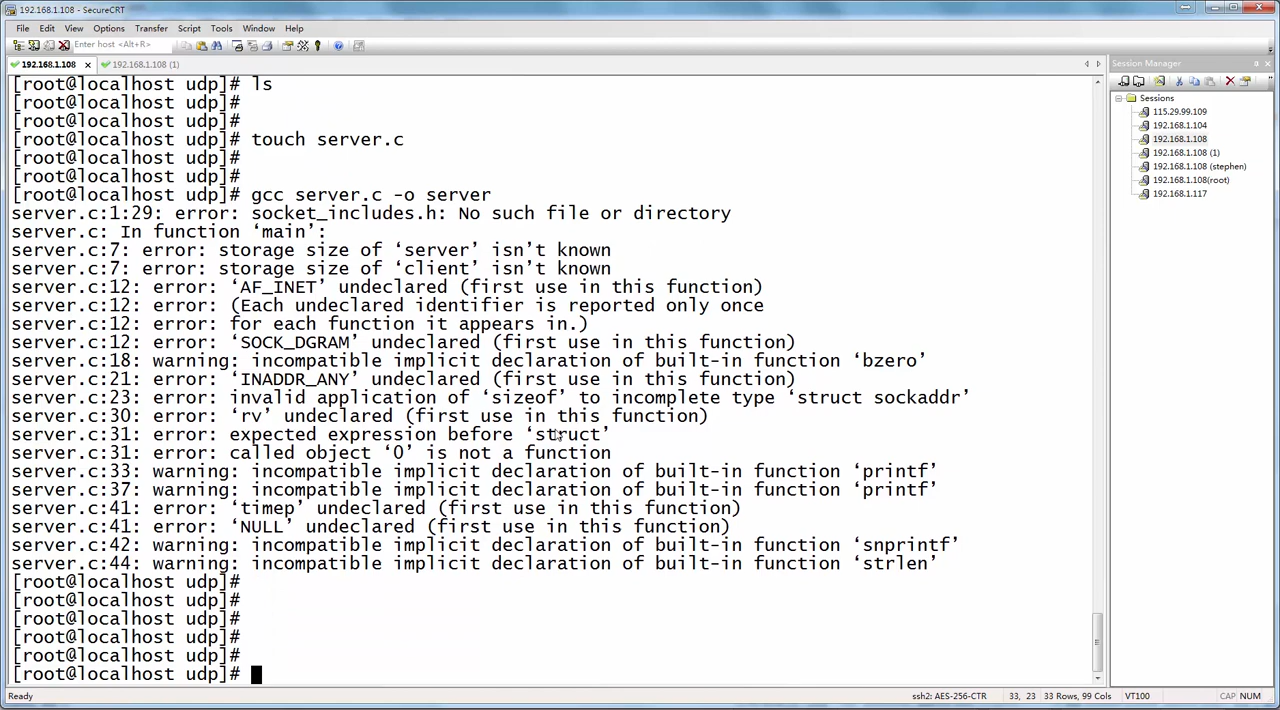 192.168.1.108 - SecureCRT
File Edit View Options Transfer Script Tools Window Help
Enter host <Alt+R>
192.168.1.108 192.168.1.108 (1)
[root@localhost udp]# ls
[root@localhost udp]#
[root@localhost udp]#
[root@localhost udp]# touch server.c
[root@localhost udp]#
[root@localhost udp]#
[root@localhost udp]# gcc server.c -o server
server.c:1:29: error: socket_includes.h: No such file or directory
server.c: In function ‘main’:
server.c:7: error: storage size of ‘server’ isn’t known
server.c:7: error: storage size of ‘client’ isn’t known
server.c:12: error: ‘AF_INET’ undeclared (first use in this function)
server.c:12: error: (Each undeclared identifier is reported only once
server.c:12: error: for each function it appears in.)
server.c:12: error: ‘SOCK_DGRAM’ undeclared (first use in this function)
server.c:18: warning: incompatible implicit declaration of built-in function ‘bzero’
server.c:21: error: ‘INADDR_ANY’ undeclared (first use in this function)
server.c:23: error: invalid application of ‘sizeof’ to incomplete type ‘struct sockaddr’
server.c:30: error: ‘rv’ undeclared (first use in this function)
server.c:31: error: expected expression before ‘struct’
server.c:31: error: called object ‘0’ is not a function
server.c:33: warning: incompatible implicit declaration of built-in function ‘printf’
server.c:37: warning: incompatible implicit declaration of built-in function ‘printf’
server.c:41: error: ‘timep’ undeclared (first use in this function)
server.c:41: error: ‘NULL’ undeclared (first use in this function)
server.c:42: warning: incompatible implicit declaration of built-in function ‘snprintf’
server.c:44: warning: incompatible implicit declaration of built-in function ‘strlen’
[root@localhost udp]#
[root@localhost udp]#
[root@localhost udp]#
[root@localhost udp]#
[root@localhost udp]#
[root@localhost udp]#
Session Manager
Sessions
115.29.99.109
192.168.1.104
192.168.1.108
192.168.1.108 (1)
192.168.1.108 (stephen)
192.168.1.108(root)
192.168.1.117
Ready ssh2: AES-256-CTR 33, 23 33 Rows, 99 Cols VT100 CAP NUM